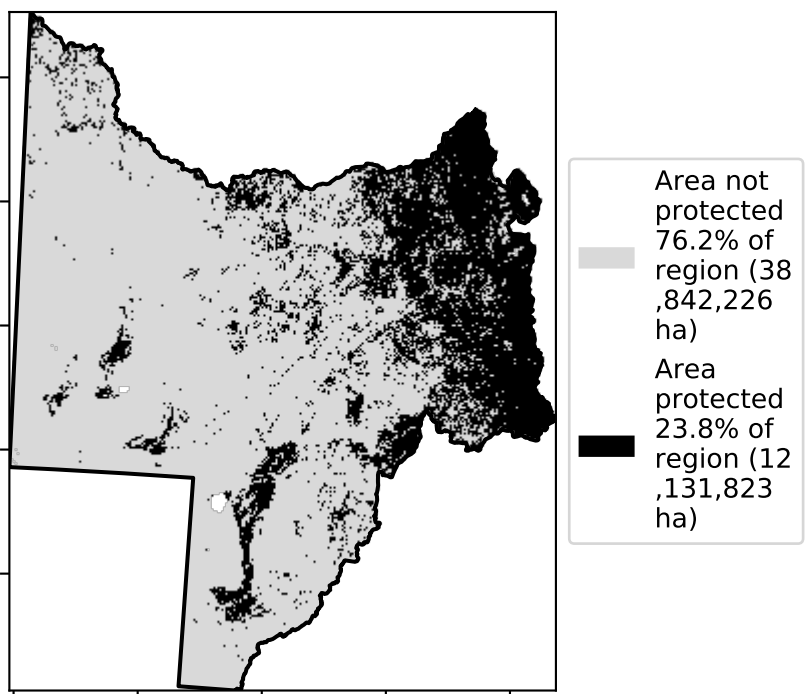 Area not
protected
76.2% of
region (38
,842,226
ha)
Area
protected
23.8% of
region (12
,131,823
ha)